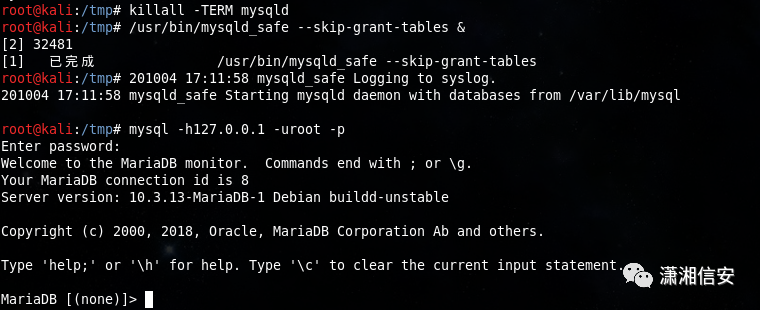 root@kali:/tmp# killall -TERM mysqld
root@kali:/tmp# /usr/bin/mysqld_safe --skip-grant-tables &
[2] 32481
[1]   已完成               /usr/bin/mysqld_safe --skip-grant-tables
root@kali:/tmp# 201004 17:11:58 mysqld_safe Logging to syslog.
201004 17:11:58 mysqld_safe Starting mysqld daemon with databases from /var/lib/mysql
root@kali:/tmp# mysql -h127.0.0.1 -uroot -p
Enter password:
Welcome to the MariaDB monitor.  Commands end with ; or \g.
Your MariaDB connection id is 8
Server version: 10.3.13-MariaDB-1 Debian buildd-unstable
Copyright (c) 2000, 2018, Oracle, MariaDB Corporation Ab and others.
Type 'help;' or '\h' for help. Type '\c' to clear the current input statement.
潇湘信安
MariaDB [(none)]>